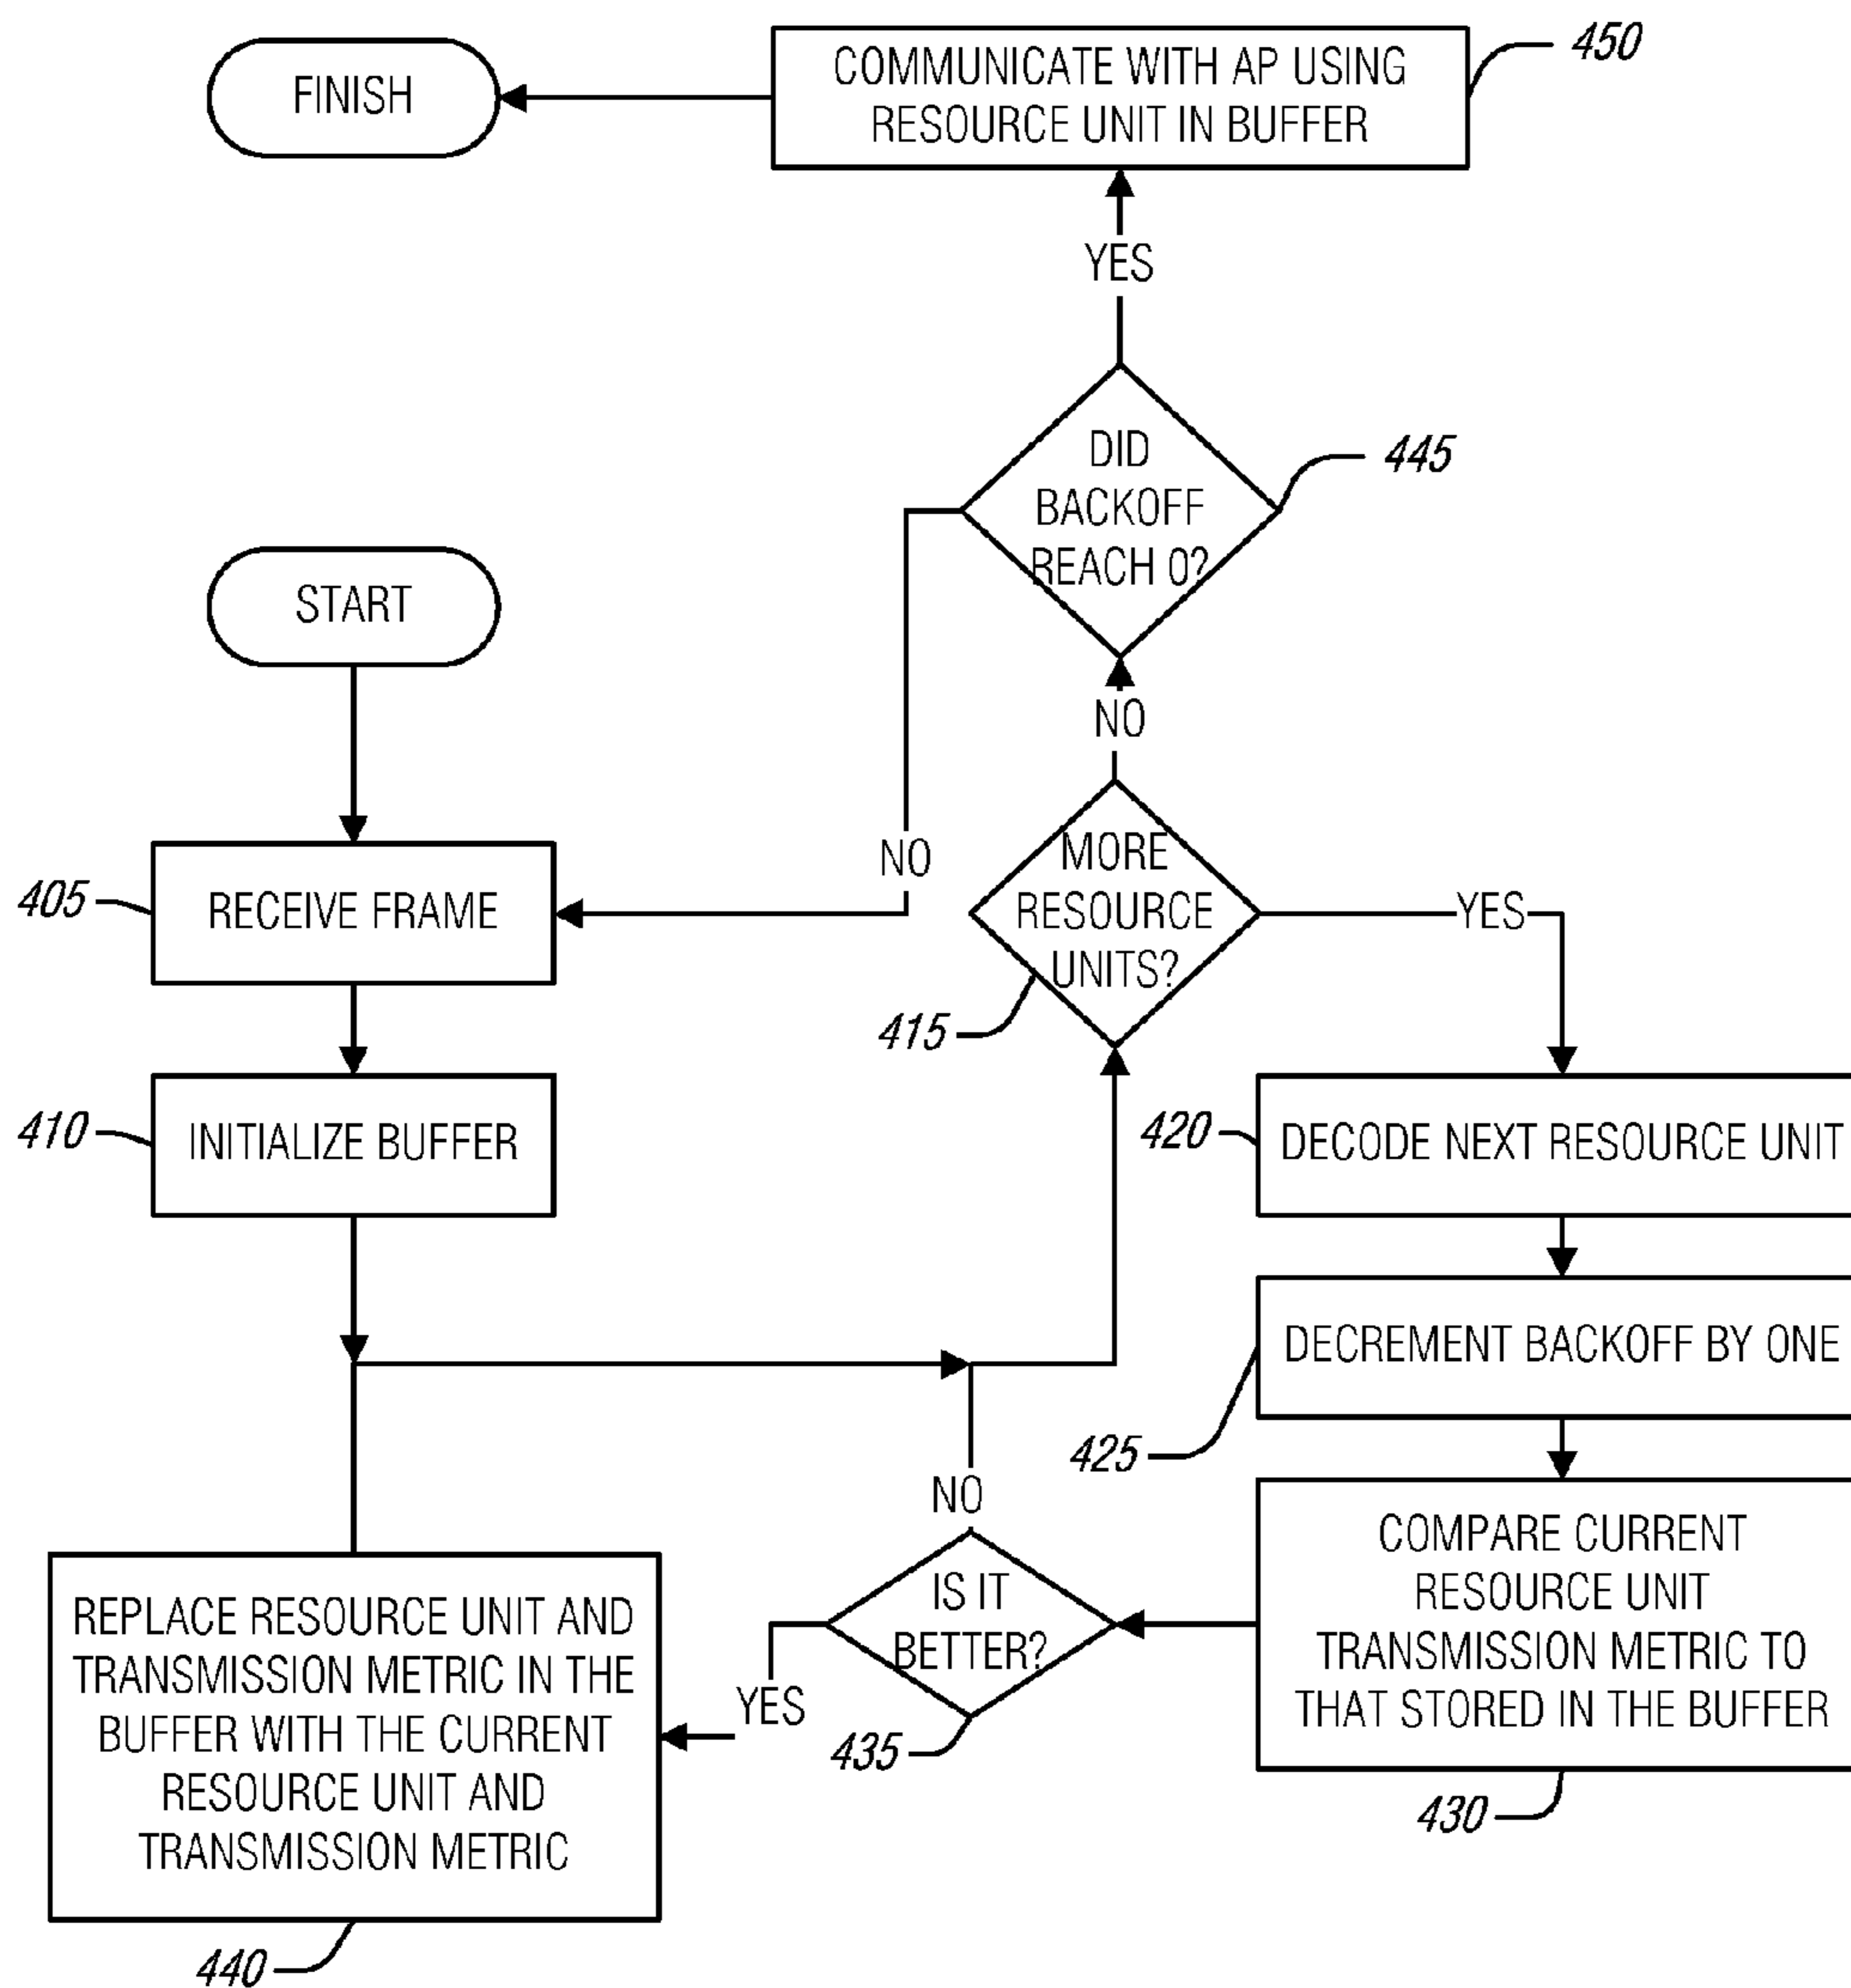 FINISH
COMMUNICATE WITH AP USING
RESOURCE UNIT IN BUFFER
450
YES
DID
BACKOFF
REACH 0?
445
START
NO
NO
MORE
RESOURCE
UNITS?
415
YES
405
RECEIVE FRAME
410
INITIALIZE BUFFER
420
DECODE NEXT RESOURCE UNIT
DECREMENT BACKOFF BY ONE
425
NO
COMPARE CURRENT
RESOURCE UNIT
TRANSMISSION METRIC TO
THAT STORED IN THE BUFFER
430
IS IT
BETTER?
435
YES
REPLACE RESOURCE UNIT AND
TRANSMISSION METRIC IN THE
BUFFER WITH THE CURRENT
RESOURCE UNIT AND
TRANSMISSION METRIC
440